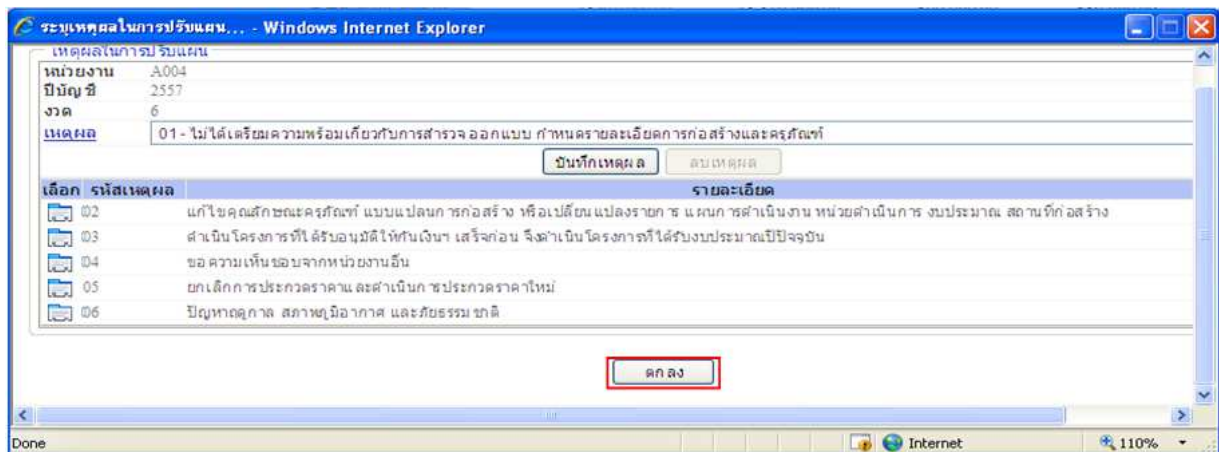 ระบุเหตุผลในการปรับแผน... - Windows Internet Explorer
เหตุผลในการปรับแผน
หน่วยงาน A004
ปีบัญชี 2557
งวด 6
เหตุผล 01 - ไม่ได้เตรียมความพร้อมเกี่ยวกับการสำรวจ ออกแบบ กำหนดรายละเอียดการก่อสร้างและครุภัณฑ์
บันทึกเหตุผล ลบเหตุผล
เลือก รหัสเหตุผล รายละเอียด
02 แก้ไขคุณลักษณะครุภัณฑ์ แบบแปลนการก่อสร้าง หรือเปลี่ยนแปลงรายการ แผนการดำเนินงาน หน่วยดำเนินการ งบประมาณ สถานที่ก่อสร้าง
03 ดำเนินโครงการที่ได้รับอนุมัติให้กันเงินฯ เสร็จก่อน จึงดำเนินโครงการที่ได้รับงบประมาณปีปัจจุบัน
04 ขอความเห็นชอบจากหน่วยงานอื่น
05 ยกเลิกการประกวดราคาและดำเนินการประกวดราคาใหม่
06 ปัญหาฤดูกาล สภาพภูมิอากาศ และภัยธรรมชาติ
ตกลง
Done Internet 110%